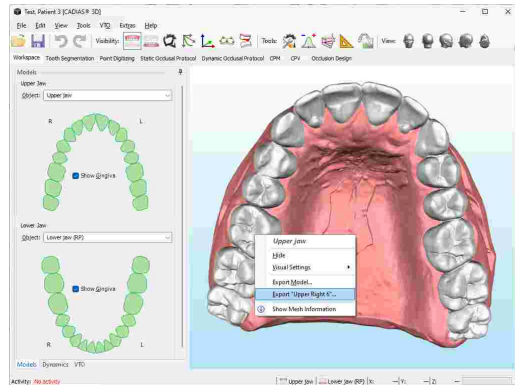 Test, Patient 3 [CADIAS® 3D]
File Edit View Tools VTO Extras Help
Visibility: Tools: View:
Workspace Tooth Segmentation Point Digitizing Static Occlusal Protocol Dynamic Occlusal Protocol CPM CPV Occlusion Design
Models
Upper Jaw
Object: Upper Jaw
R L
Show Gingiva
Lower Jaw
Object: Lower Jaw (RP)
Show Gingiva
R L
Models Dynamics VTO
Upper jaw
Hide
Visual Settings
Export Model...
Export "Upper Right 6"...
Show Mesh Information
Activity: No activity
Upper Jaw Lower Jaw (RP) X: -- Y: -- Z: --